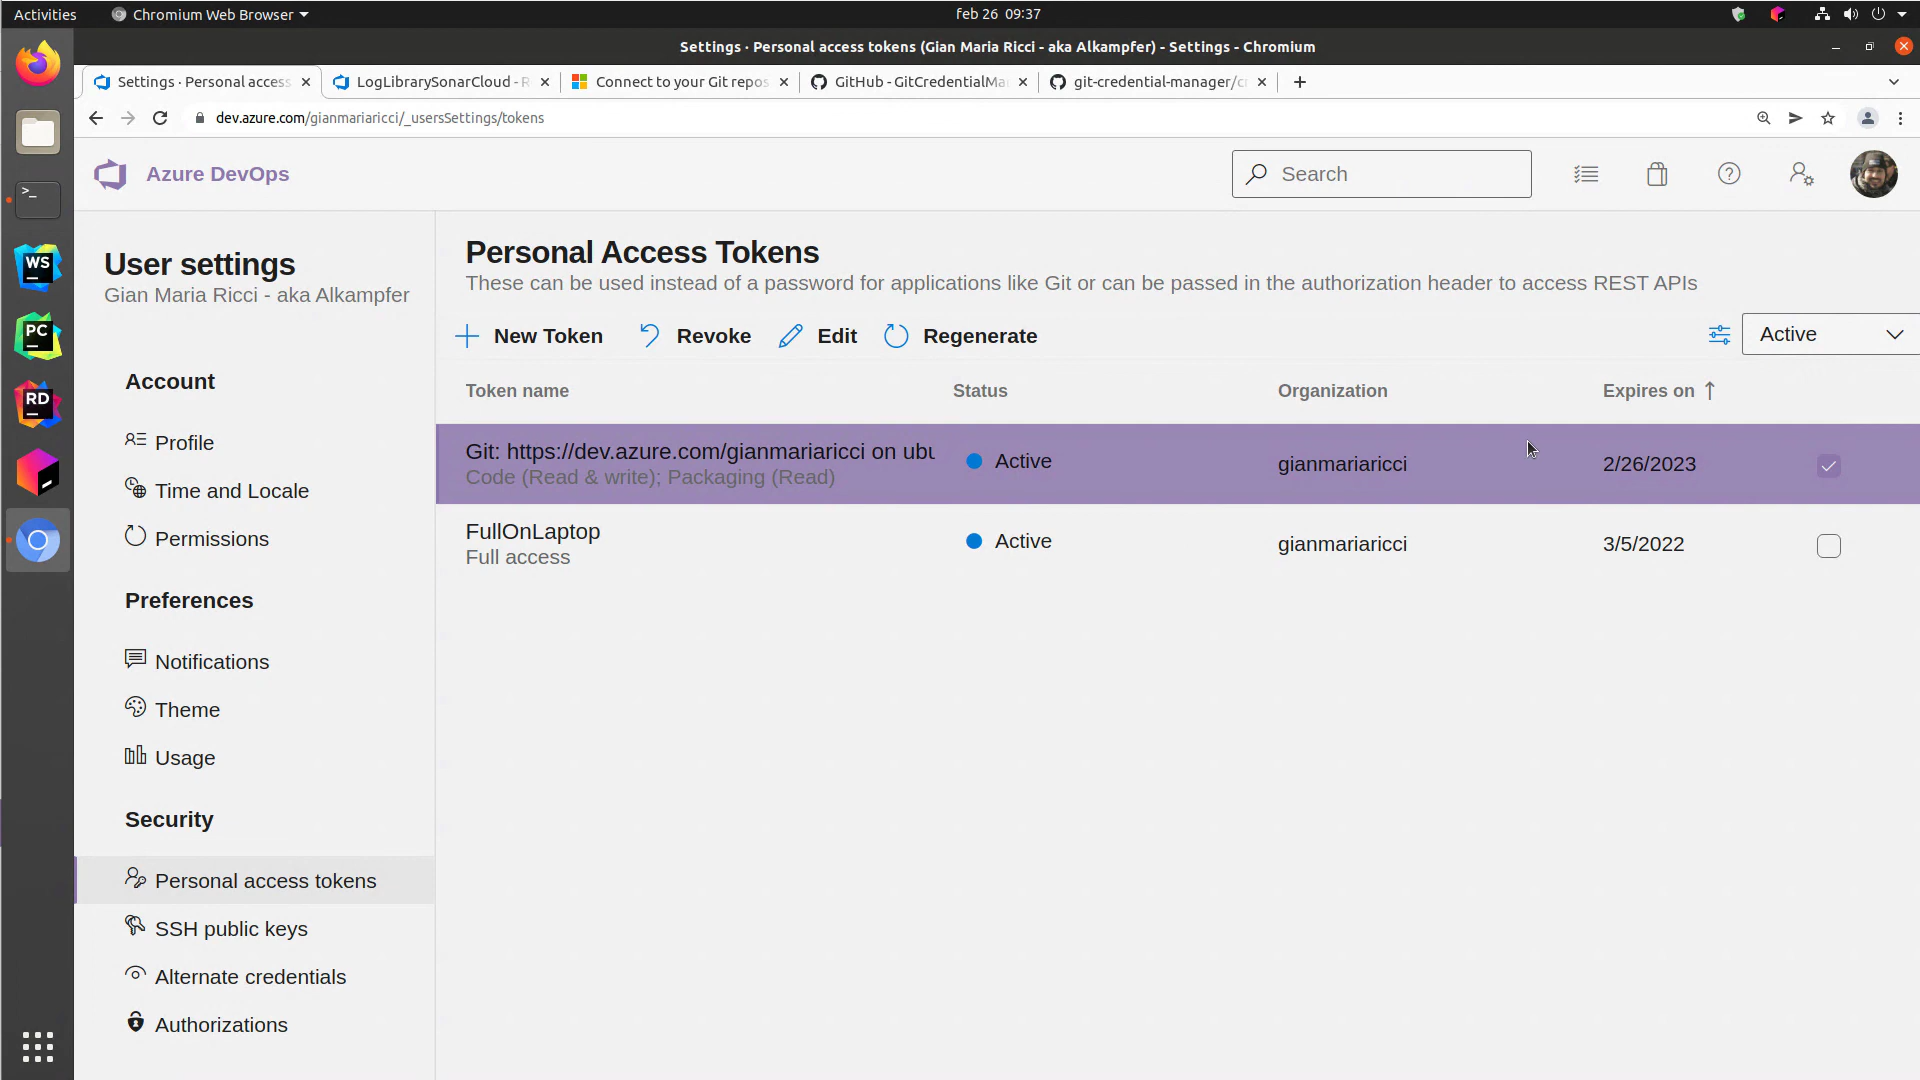 Activities
Chromium Web Browser
feb 26 09:37
Settings · Personal access tokens (Gian Maria Ricci - aka Alkampfer) - Settings - Chromium
Settings · Personal access
LogLibrarySonarCloud - R
Connect to your Git repos
GitHub - GitCredentialMa
git-credential-manager/c
dev.azure.com/gianmariaricci/_usersSettings/tokens
Azure DevOps
Search
User settings
Gian Maria Ricci - aka Alkampfer
Account
Profile
Time and Locale
Permissions
Preferences
Notifications
Theme
Usage
Security
Personal access tokens
SSH public keys
Alternate credentials
Authorizations
Personal Access Tokens
These can be used instead of a password for applications like Git or can be passed in the authorization header to access REST APIs
New Token
Revoke
Edit
Regenerate
Active
Token name
Status
Organization
Expires on
Git: https://dev.azure.com/gianmariaricci on ubu
Code (Read & write); Packaging (Read)
Active
gianmariaricci
2/26/2023
FullOnLaptop
Full access
Active
gianmariaricci
3/5/2022
WS
PC
RD